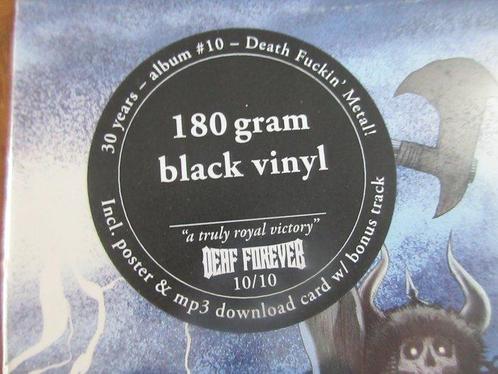 30 years – album #10 – Death Fuckin' Metal!
180 gram
black vinyl
"a truly royal victory"
DEAF FOREVER
10/10
Incl. poster & mp3 download card w/ bonus track